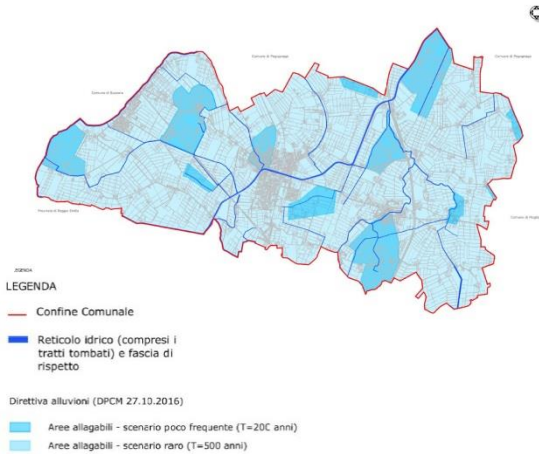 LEGENDA
Confine Comunale
Reticolo idrico (compresi i
tratti tombati) e fascia di
rispetto
Direttiva alluvioni (DPCM 27.10.2016)
Aree allagabili - scenario poco frequente (T=20C anni)
Aree allagabili - scenario raro (T=500 anni)